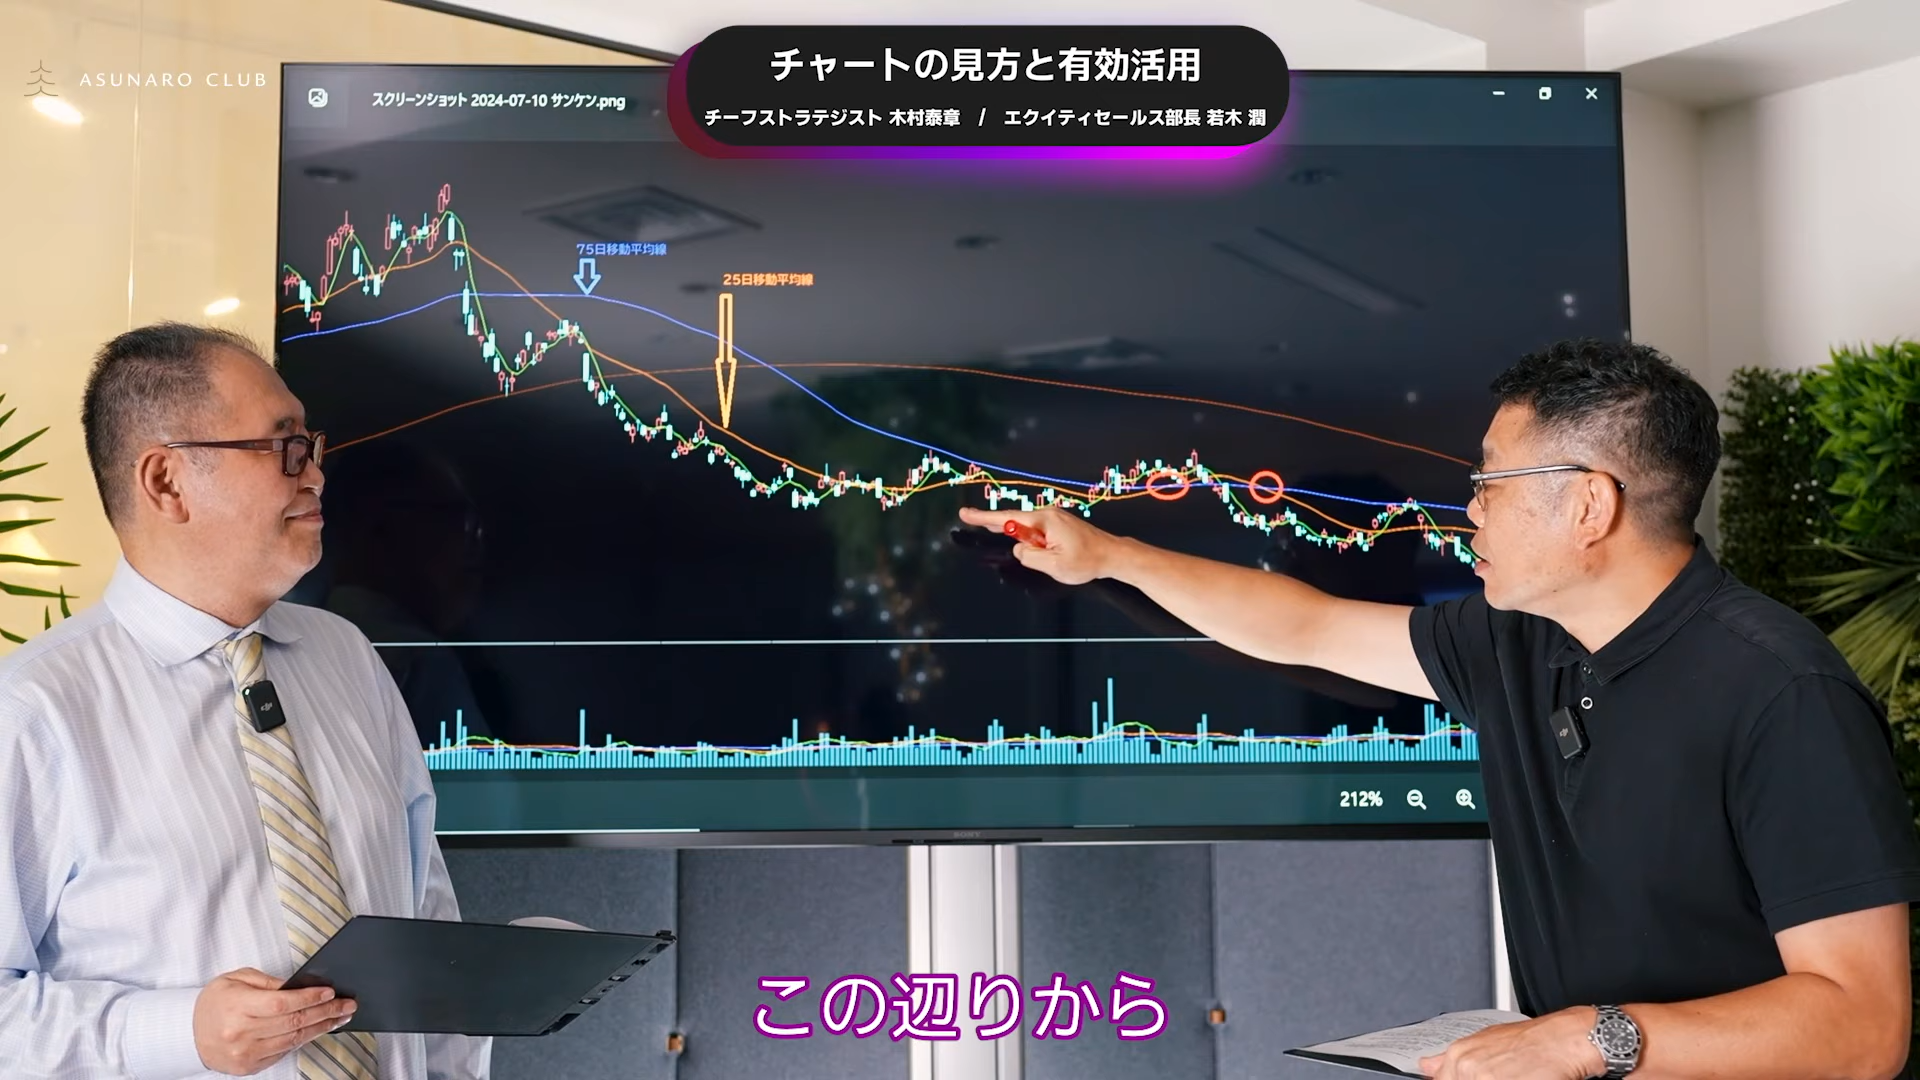 チャートの見方と有効活用
チーフストラテジスト 木村泰章 / エクイティセールス部長 若木 潤
ASUNARO CLUB
スクリーンショット 2024-07-10 サンケン.png
75日移動平均線
25日移動平均線
212%
SONY
この辺りから